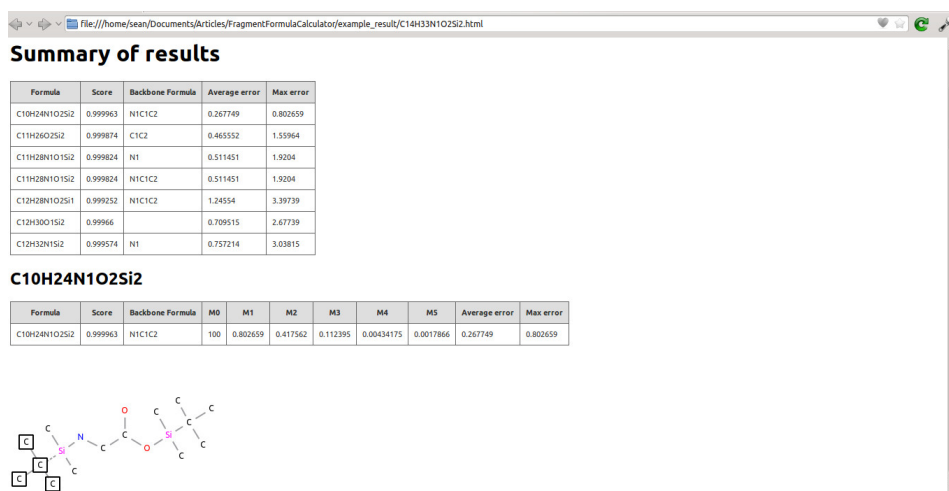 file:///home/sean/Documents/Articles/FragmentFormulaCalculator/example_result/C14H33N1O2Si2.html
Summary of results
Formula Score Backbone Formula Average error Max error
C10H24N1O2Si2 0.999963 N1C1C2 0.267749 0.802659
C11H26O2Si2 0.999874 C1C2 0.465552 1.55964
C11H28N1O1Si2 0.999824 N1 0.511451 1.9204
C11H28N1O1Si2 0.999824 N1C1C2 0.511451 1.9204
C12H28N1O2Si1 0.999252 N1C1C2 1.24554 3.39739
C12H30O1Si2 0.99966 0.709515 2.67739
C12H32N1Si2 0.999574 N1 0.757214 3.03815
C10H24N1O2Si2
Formula Score Backbone Formula M0 M1 M2 M3 M4 M5 Average error Max error
C10H24N1O2Si2 0.999963 N1C1C2 100 0.802659 0.417562 0.112395 0.00434175 0.0017866 0.267749 0.802659
C
O C C C
C N C Si C
C Si C O C
C C C
C C